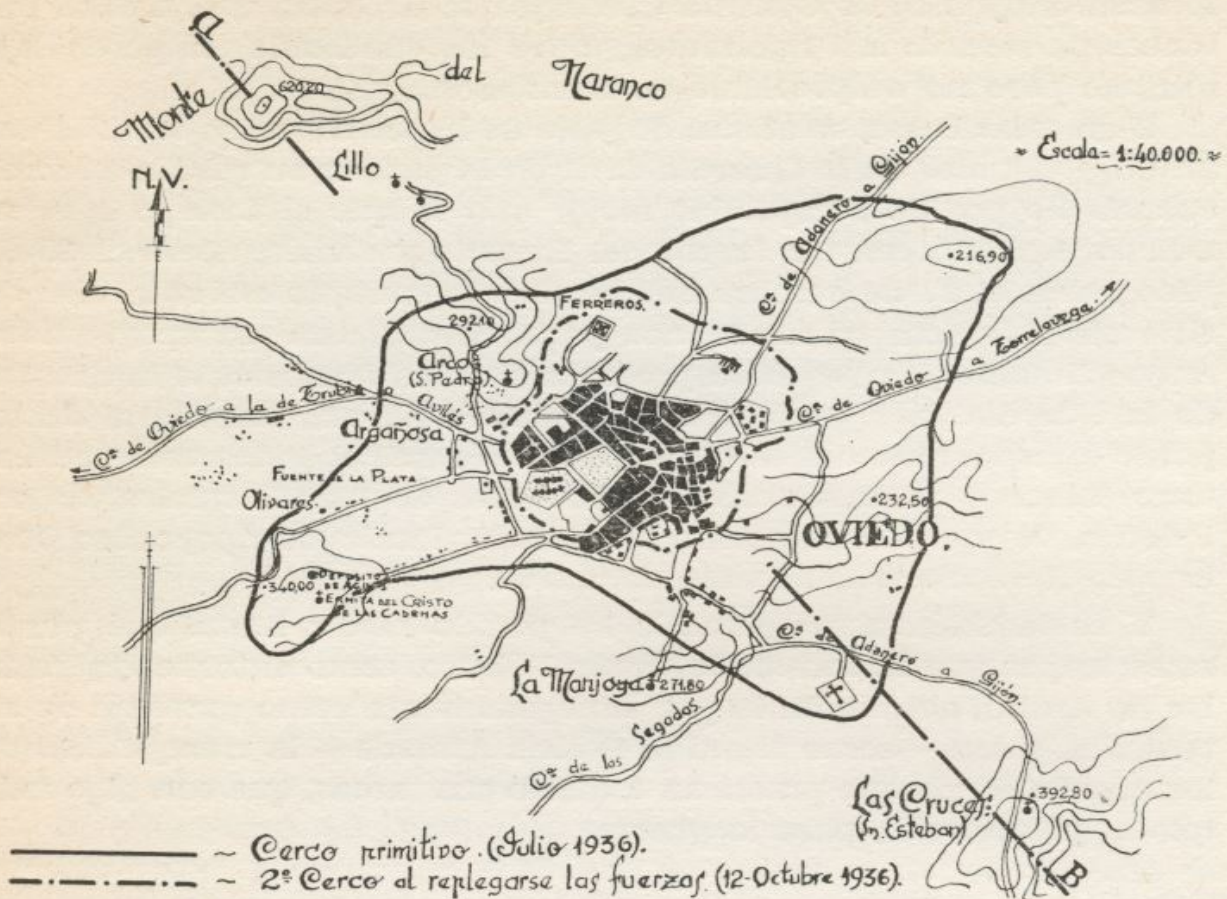 a
Monte
del
Naranco
620,20
Lillo
≈ Escala = 1:40.000. ≈
N.V.
Cª de Adanero a Gijón.
216,90
FERREROS.
292,10
Arcos
(S. Pedro).
Cª de Oviedo a la de Trubia a Avilés
Cª de Oviedo a Torrelavega.
Argañosa
FUENTE DE LA PLATA
Olivares.
232,50
OVIEDO
340,00
DEPÓSITO
DE AGUAS
ERMITA DEL CRISTO
DE LAS CADENAS
Cª de Adanero a Gijón.
La Manjoya
271.80
Cª de los Segados
Las Cruces:
(Sn. Esteban)
392,80
B
~ Cerco primitivo. (Julio 1936).
~ 2º Cerco al replegarse las fuerzas. (12-Octubre 1936).